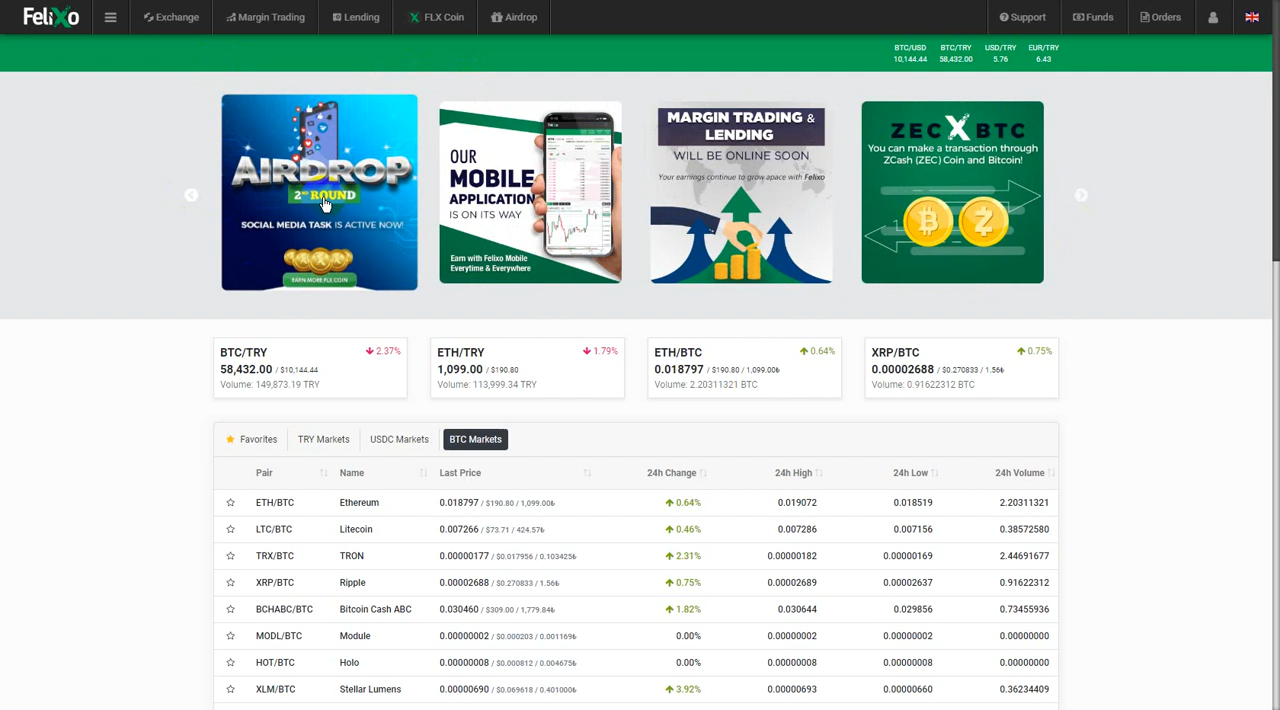 FeliXo
Exchange
Margin Trading
Lending
FLX Coin
Airdrop
Support
Funds
Orders
BTC/USD BTC/TRY USD/TRY EUR/TRY
10,144.44 58,432.00 5.76 6.43
AIRDROP
2ND ROUND
SOCIAL MEDIA TASK IS ACTIVE NOW!
EARN MORE FLX COIN
OUR
MOBILE
APPLICATION
IS ON ITS WAY
Earn with Felixo Mobile
Everytime & Everywhere
MARGIN TRADING &
LENDING
WILL BE ONLINE SOON
Your earnings continue to grow apace with Felixo
ZEC X BTC
You can make a transaction through
ZCash (ZEC) Coin and Bitcoin!
BTC/TRY 2.37%
58,432.00 / $10,144.44
Volume: 149,873.19 TRY
ETH/TRY 1.79%
1,099.00 / $190.80
Volume: 113,999.34 TRY
ETH/BTC 0.64%
0.018797 / $190.80 / 1,099.00₺
Volume: 2.20311321 BTC
XRP/BTC 0.75%
0.00002688 / $0.270833 / 1.56₺
Volume: 0.91622312 BTC
Favorites TRY Markets USDC Markets BTC Markets
Pair Name Last Price 24h Change 24h High 24h Low 24h Volume
ETH/BTC Ethereum 0.018797 / $190.80 / 1,099.00₺ 0.64% 0.019072 0.018519 2.20311321
LTC/BTC Litecoin 0.007266 / $73.71 / 424.57₺ 0.46% 0.007286 0.007156 0.38572580
TRX/BTC TRON 0.00000177 / $0.017956 / 0.103425₺ 2.31% 0.00000182 0.00000169 2.44691677
XRP/BTC Ripple 0.00002688 / $0.270833 / 1.56₺ 0.75% 0.00002689 0.00002637 0.91622312
BCHABC/BTC Bitcoin Cash ABC 0.030460 / $309.00 / 1,779.84₺ 1.82% 0.030644 0.029856 0.73455936
MODL/BTC Module 0.00000002 / $0.000203 / 0.001169₺ 0.00% 0.00000002 0.00000002 0.00000000
HOT/BTC Holo 0.00000008 / $0.000812 / 0.004675₺ 0.00% 0.00000008 0.00000008 0.00000000
XLM/BTC Stellar Lumens 0.00000690 / $0.069618 / 0.401000₺ 3.92% 0.00000693 0.00000660 0.36234409